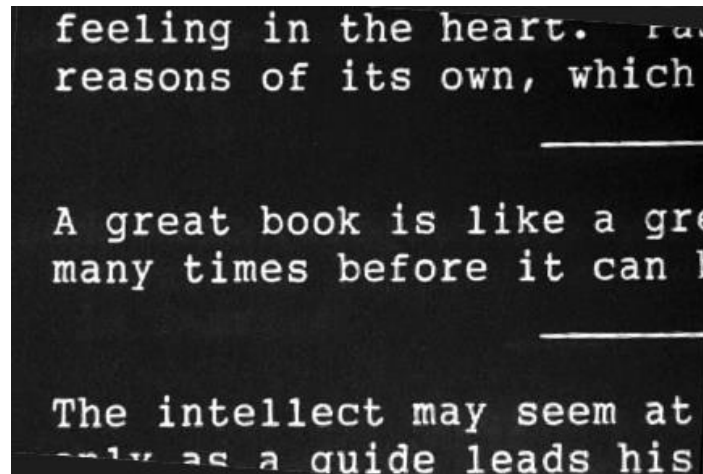 feeling in the heart.
reasons of its own, which
A great book is like a
many times before it can
The intellect may seem at
only as a guide leads his